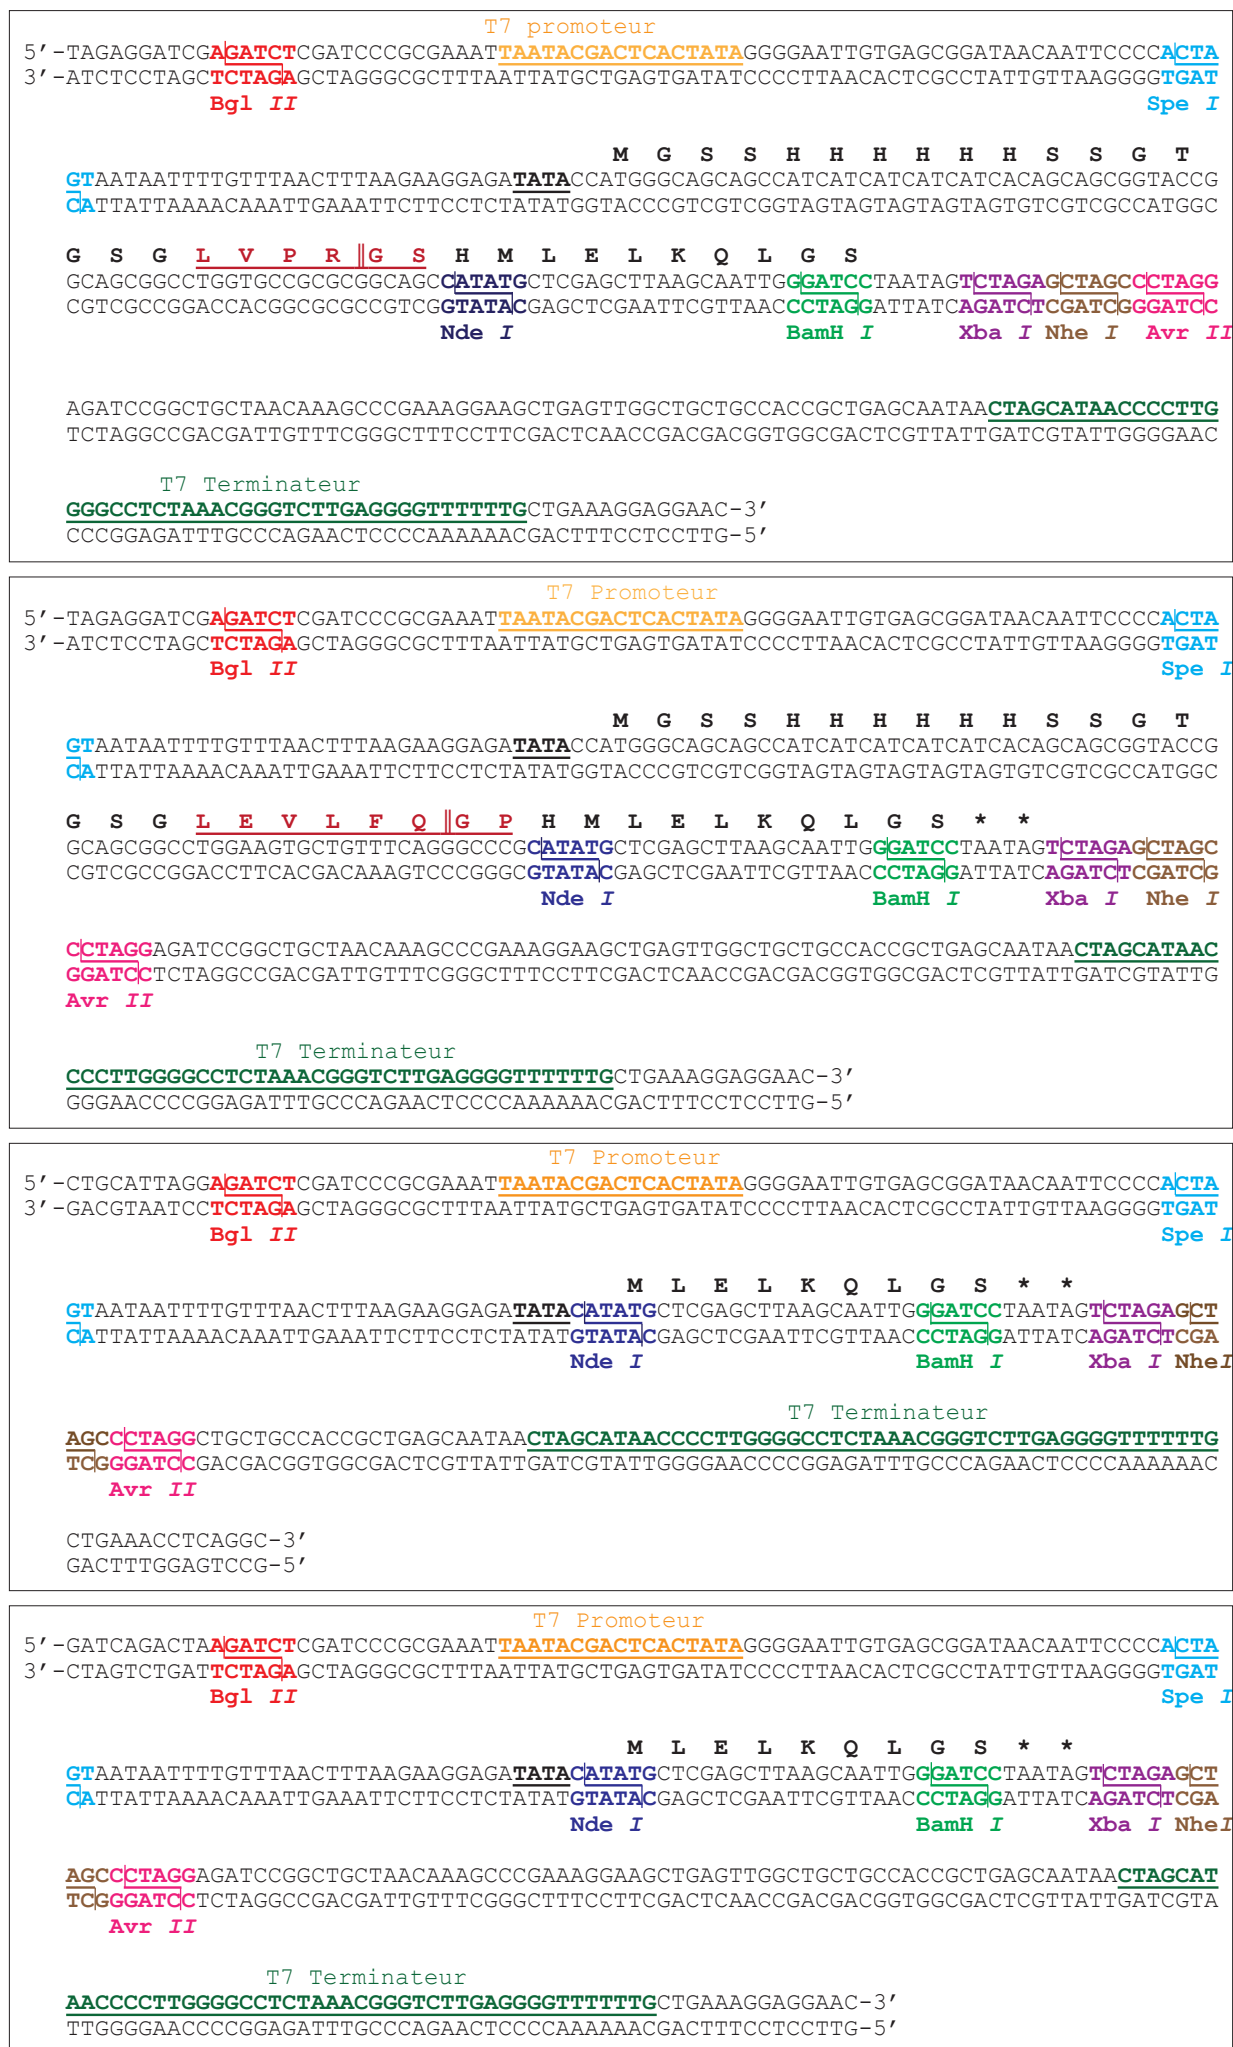 T7 promoteur
5′-TAGAGGATCGAGATCTCGATCCCGCGAAATTAATACGACTCACTATAGGGGAATTGTGAGCGGATAACAATTCCCCACTA
3′-ATCTCCTAGCTCTAGAGCTAGGGCGCTTTAATTATGCTGAGTGATATCCCCTTAACACTCGCCTATTGTTAAGGGGTGAT
Bgl II Spe I
M G S S H H H H H H S S G T
GTAATAATTTTGTTTAACTTTAAGAAGGAGATATACCATGGGCAGCAGCCATCATCATCATCATCACAGCAGCGGTACCG
CATTATTAAAACAAATTGAAATTCTTCCTCTATATGGTACCCGTCGTCGGTAGTAGTAGTAGTAGTGTCGTCGCCATGGC
G S G L V P R ‖G S H M L E L K Q L G S
GCAGCGGCCTGGTGCCGCGCGGCAGCCATATGCTCGAGCTTAAGCAATTGGGATCCTAATAGTCTAGAGCTAGCCCTAGG
CGTCGCCGGACCACGGCGCGCCGTCGGTATACGAGCTCGAATTCGTTAACCCTAGGATTATCAGATCTCGATCGGGATCC
Nde I BamH I Xba I Nhe I Avr II
AGATCCGGCTGCTAACAAAGCCCGAAAGGAAGCTGAGTTGGCTGCTGCCACCGCTGAGCAATAACTAGCATAACCCCTTG
TCTAGGCCGACGATTGTTTCGGGCTTTCCTTCGACTCAACCGACGACGGTGGCGACTCGTTATTGATCGTATTGGGGAAC
T7 Terminateur
GGGCCTCTAAACGGGTCTTGAGGGGTTTTTTGCTGAAAGGAGGAAC-3′
CCCGGAGATTTGCCCAGAACTCCCCAAAAAACGACTTTCCTCCTTG-5′
T7 Promoteur
5′-TAGAGGATCGAGATCTCGATCCCGCGAAATTAATACGACTCACTATAGGGGAATTGTGAGCGGATAACAATTCCCCACTA
3′-ATCTCCTAGCTCTAGAGCTAGGGCGCTTTAATTATGCTGAGTGATATCCCCTTAACACTCGCCTATTGTTAAGGGGTGAT
Bgl II Spe I
M G S S H H H H H H S S G T
GTAATAATTTTGTTTAACTTTAAGAAGGAGATATACCATGGGCAGCAGCCATCATCATCATCATCACAGCAGCGGTACCG
CATTATTAAAACAAATTGAAATTCTTCCTCTATATGGTACCCGTCGTCGGTAGTAGTAGTAGTAGTGTCGTCGCCATGGC
G S G L E V L F Q ‖G P H M L E L K Q L G S * *
GCAGCGGCCTGGAAGTGCTGTTTCAGGGCCCGCATATGCTCGAGCTTAAGCAATTGGGATCCTAATAGTCTAGAGCTAGC
CGTCGCCGGACCTTCACGACAAAGTCCCGGGCGTATACGAGCTCGAATTCGTTAACCCTAGGATTATCAGATCTCGATCG
Nde I BamH I Xba I Nhe I
CCTAGGAGATCCGGCTGCTAACAAAGCCCGAAAGGAAGCTGAGTTGGCTGCTGCCACCGCTGAGCAATAACTAGCATAAC
GGATCCTCTAGGCCGACGATTGTTTCGGGCTTTCCTTCGACTCAACCGACGACGGTGGCGACTCGTTATTGATCGTATTG
Avr II
T7 Terminateur
CCCTTGGGGCCTCTAAACGGGTCTTGAGGGGTTTTTTGCTGAAAGGAGGAAC-3′
GGGAACCCCGGAGATTTGCCCAGAACTCCCCAAAAAACGACTTTCCTCCTTG-5′
T7 Promoteur
5′-CTGCATTAGGAGATCTCGATCCCGCGAAATTAATACGACTCACTATAGGGGAATTGTGAGCGGATAACAATTCCCCACTA
3′-GACGTAATCCTCTAGAGCTAGGGCGCTTTAATTATGCTGAGTGATATCCCCTTAACACTCGCCTATTGTTAAGGGGTGAT
Bgl II Spe I
M L E L K Q L G S * *
GTAATAATTTTGTTTAACTTTAAGAAGGAGATATACATATGCTCGAGCTTAAGCAATTGGGATCCTAATAGTCTAGAGCT
CATTATTAAAACAAATTGAAATTCTTCCTCTATATGTATACGAGCTCGAATTCGTTAACCCTAGGATTATCAGATCTCGA
Nde I BamH I Xba I NheI
T7 Terminateur
AGCCCTAGGCTGCTGCCACCGCTGAGCAATAACTAGCATAACCCCTTGGGGCCTCTAAACGGGTCTTGAGGGGTTTTTTG
TCGGGATCCGACGACGGTGGCGACTCGTTATTGATCGTATTGGGGAACCCCGGAGATTTGCCCAGAACTCCCCAAAAAAC
Avr II
CTGAAACCTCAGGC-3′
GACTTTGGAGTCCG-5′
T7 Promoteur
5′-GATCAGACTAAGATCTCGATCCCGCGAAATTAATACGACTCACTATAGGGGAATTGTGAGCGGATAACAATTCCCCACTA
3′-CTAGTCTGATTCTAGAGCTAGGGCGCTTTAATTATGCTGAGTGATATCCCCTTAACACTCGCCTATTGTTAAGGGGTGAT
Bgl II Spe I
M L E L K Q L G S * *
GTAATAATTTTGTTTAACTTTAAGAAGGAGATATACATATGCTCGAGCTTAAGCAATTGGGATCCTAATAGTCTAGAGCT
CATTATTAAAACAAATTGAAATTCTTCCTCTATATGTATACGAGCTCGAATTCGTTAACCCTAGGATTATCAGATCTCGA
Nde I BamH I Xba I NheI
AGCCCTAGGAGATCCGGCTGCTAACAAAGCCCGAAAGGAAGCTGAGTTGGCTGCTGCCACCGCTGAGCAATAACTAGCAT
TCGGGATCCTCTAGGCCGACGATTGTTTCGGGCTTTCCTTCGACTCAACCGACGACGGTGGCGACTCGTTATTGATCGTA
Avr II
T7 Terminateur
AACCCCTTGGGGCCTCTAAACGGGTCTTGAGGGGTTTTTTGCTGAAAGGAGGAAC-3′
TTGGGGAACCCCGGAGATTTGCCCAGAACTCCCCAAAAAACGACTTTCCTCCTTG-5′